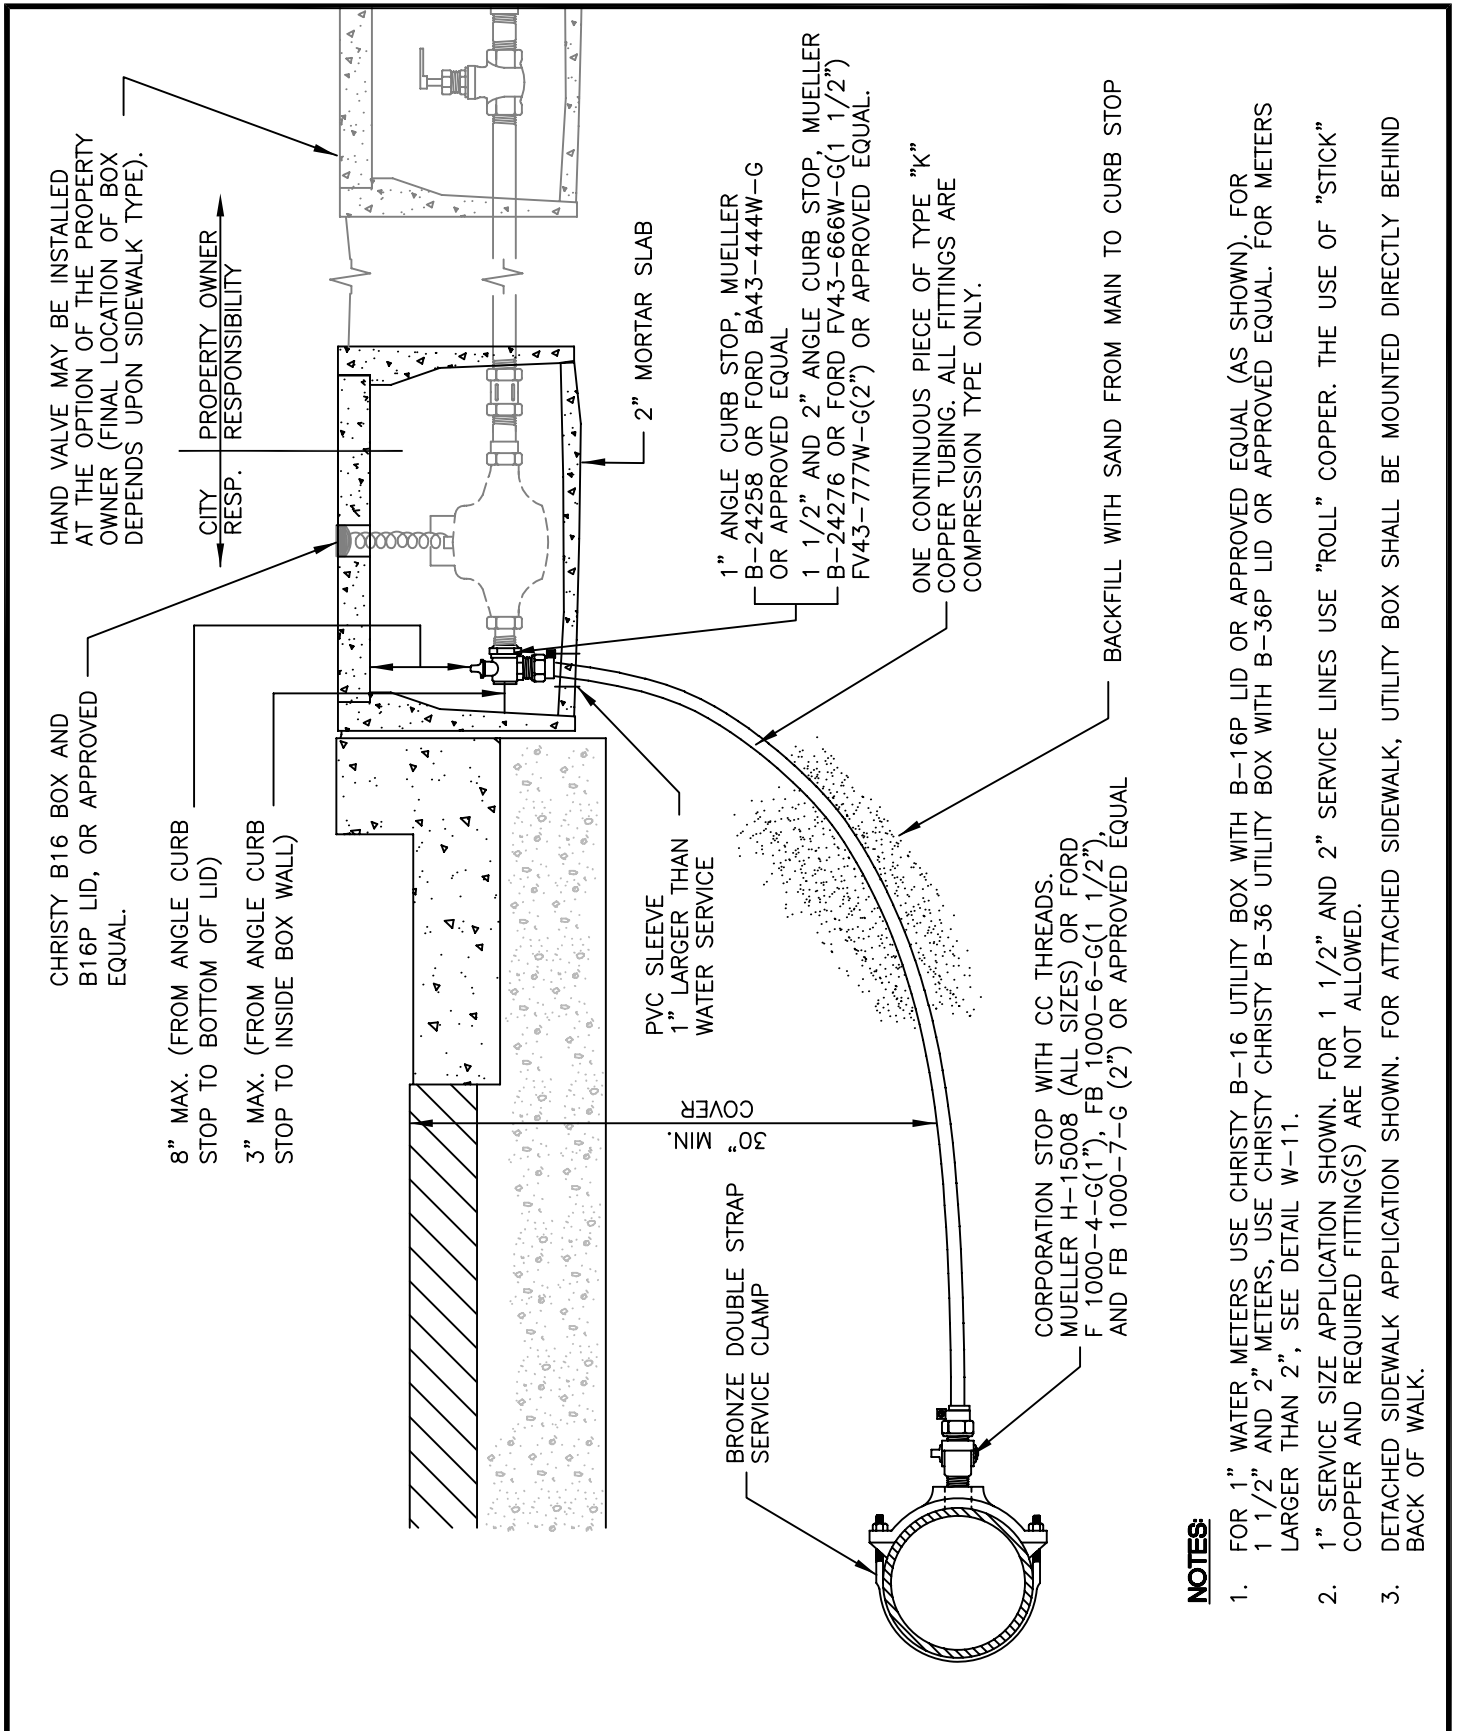 HAND VALVE MAY BE INSTALLED
AT THE OPTION OF THE PROPERTY
OWNER (FINAL LOCATION OF BOX
DEPENDS UPON SIDEWALK TYPE).
CITY PROPERTY OWNER
RESP. RESPONSIBILITY
CHRISTY B16 BOX AND
B16P LID, OR APPROVED
EQUAL.
8" MAX. (FROM ANGLE CURB
STOP TO BOTTOM OF LID)
3" MAX. (FROM ANGLE CURB
STOP TO INSIDE BOX WALL)
2" MORTAR SLAB
1" ANGLE CURB STOP, MUELLER
B-24258 OR FORD BA43-444W-G
OR APPROVED EQUAL
1 1/2" AND 2" ANGLE CURB STOP, MUELLER
B-24276 OR FORD FV43-666W-G(1 1/2")
FV43-777W-G(2") OR APPROVED EQUAL.
ONE CONTINUOUS PIECE OF TYPE "K"
COPPER TUBING. ALL FITTINGS ARE
COMPRESSION TYPE ONLY.
BACKFILL WITH SAND FROM MAIN TO CURB STOP
PVC SLEEVE
1" LARGER THAN
WATER SERVICE
30" MIN.
COVER
BRONZE DOUBLE STRAP
SERVICE CLAMP
CORPORATION STOP WITH CC THREADS.
MUELLER H-15008 (ALL SIZES) OR FORD
F 1000-4-G(1"), FB 1000-6-G(1 1/2"),
AND FB 1000-7-G (2") OR APPROVED EQUAL
NOTES:
1. FOR 1" WATER METERS USE CHRISTY B-16 UTILITY BOX WITH B-16P LID OR APPROVED EQUAL (AS SHOWN). FOR
1 1/2" AND 2" METERS, USE CHRISTY CHRISTY B-36 UTILITY BOX WITH B-36P LID OR APPROVED EQUAL. FOR METERS
LARGER THAN 2", SEE DETAIL W-11.
2. 1" SERVICE SIZE APPLICATION SHOWN. FOR 1 1/2" AND 2" SERVICE LINES USE "ROLL" COPPER. THE USE OF "STICK"
COPPER AND REQUIRED FITTING(S) ARE NOT ALLOWED.
3. DETACHED SIDEWALK APPLICATION SHOWN. FOR ATTACHED SIDEWALK, UTILITY BOX SHALL BE MOUNTED DIRECTLY BEHIND
BACK OF WALK.